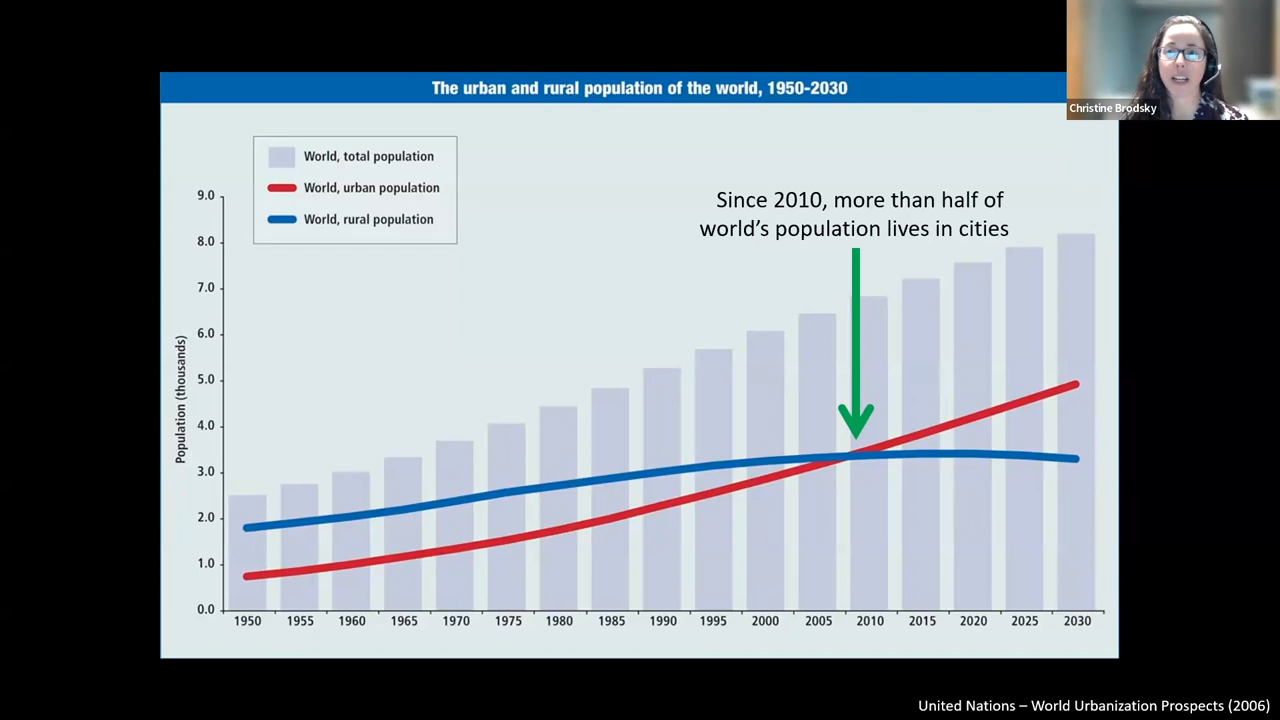 Christine Brodsky
The urban and rural population of the world, 1950-2030
World, total population
World, urban population
World, rural population
Since 2010, more than half of
world's population lives in cities
Population (thousands)
9.0
8.0
7.0
6.0
5.0
4.0
3.0
2.0
1.0
0.0
1950 1955 1960 1965 1970 1975 1980 1985 1990 1995 2000 2005 2010 2015 2020 2025 2030
United Nations – World Urbanization Prospects (2006)